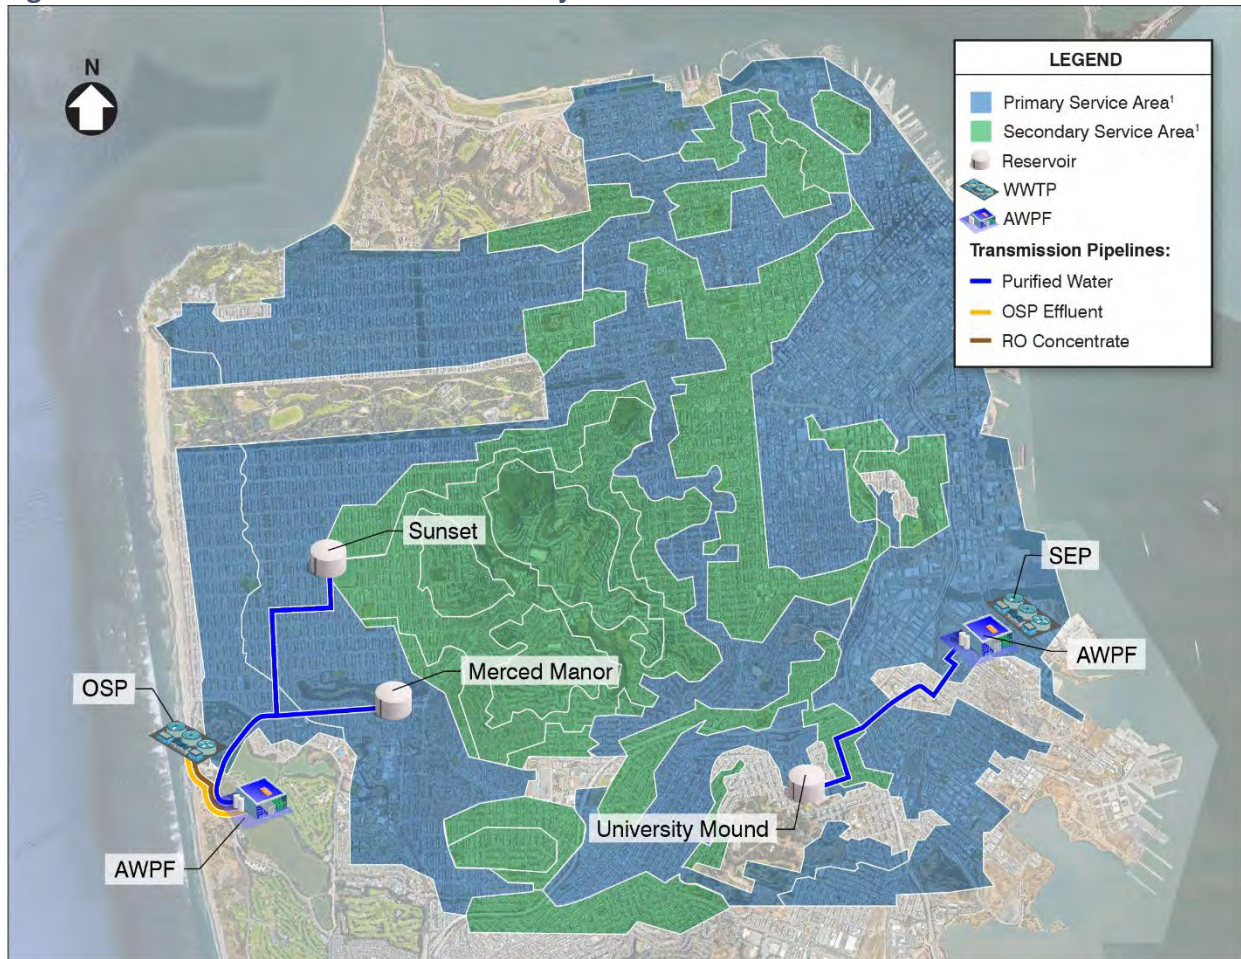 N
LEGEND
Primary Service Area¹
Secondary Service Area¹
Reservoir
WWTP
AWPF
Transmission Pipelines:
Purified Water
OSP Effluent
RO Concentrate
Sunset
SEP
Merced Manor
AWPF
OSP
University Mound
AWPF